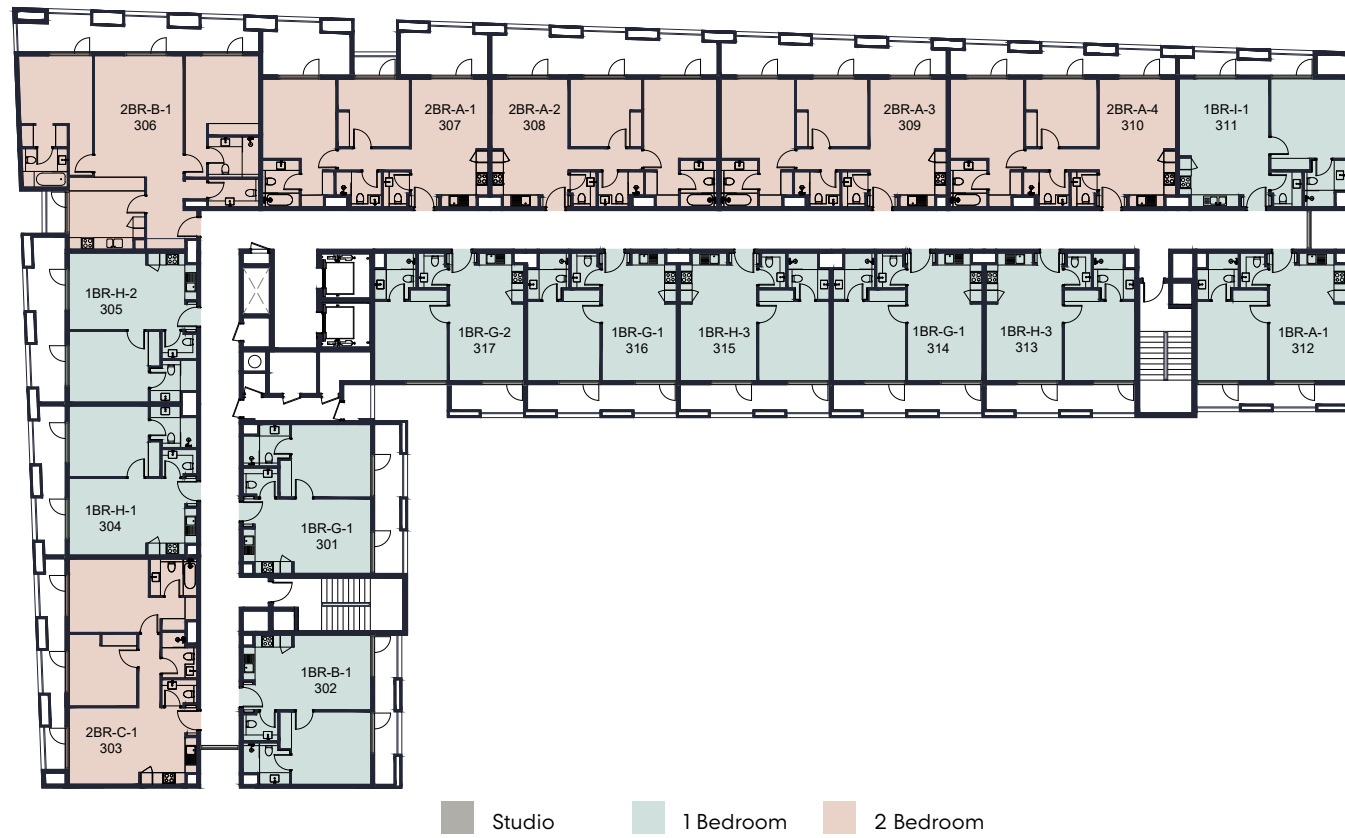 2BR-B-1
306
2BR-A-1
307
2BR-A-2
308
2BR-A-3
309
2BR-A-4
310
1BR-I-1
311
1BR-H-2
305
1BR-G-2
317
1BR-G-1
316
1BR-H-3
315
1BR-G-1
314
1BR-H-3
313
1BR-A-1
312
1BR-H-1
304
1BR-G-1
301
1BR-B-1
302
2BR-C-1
303
Studio
1 Bedroom
2 Bedroom